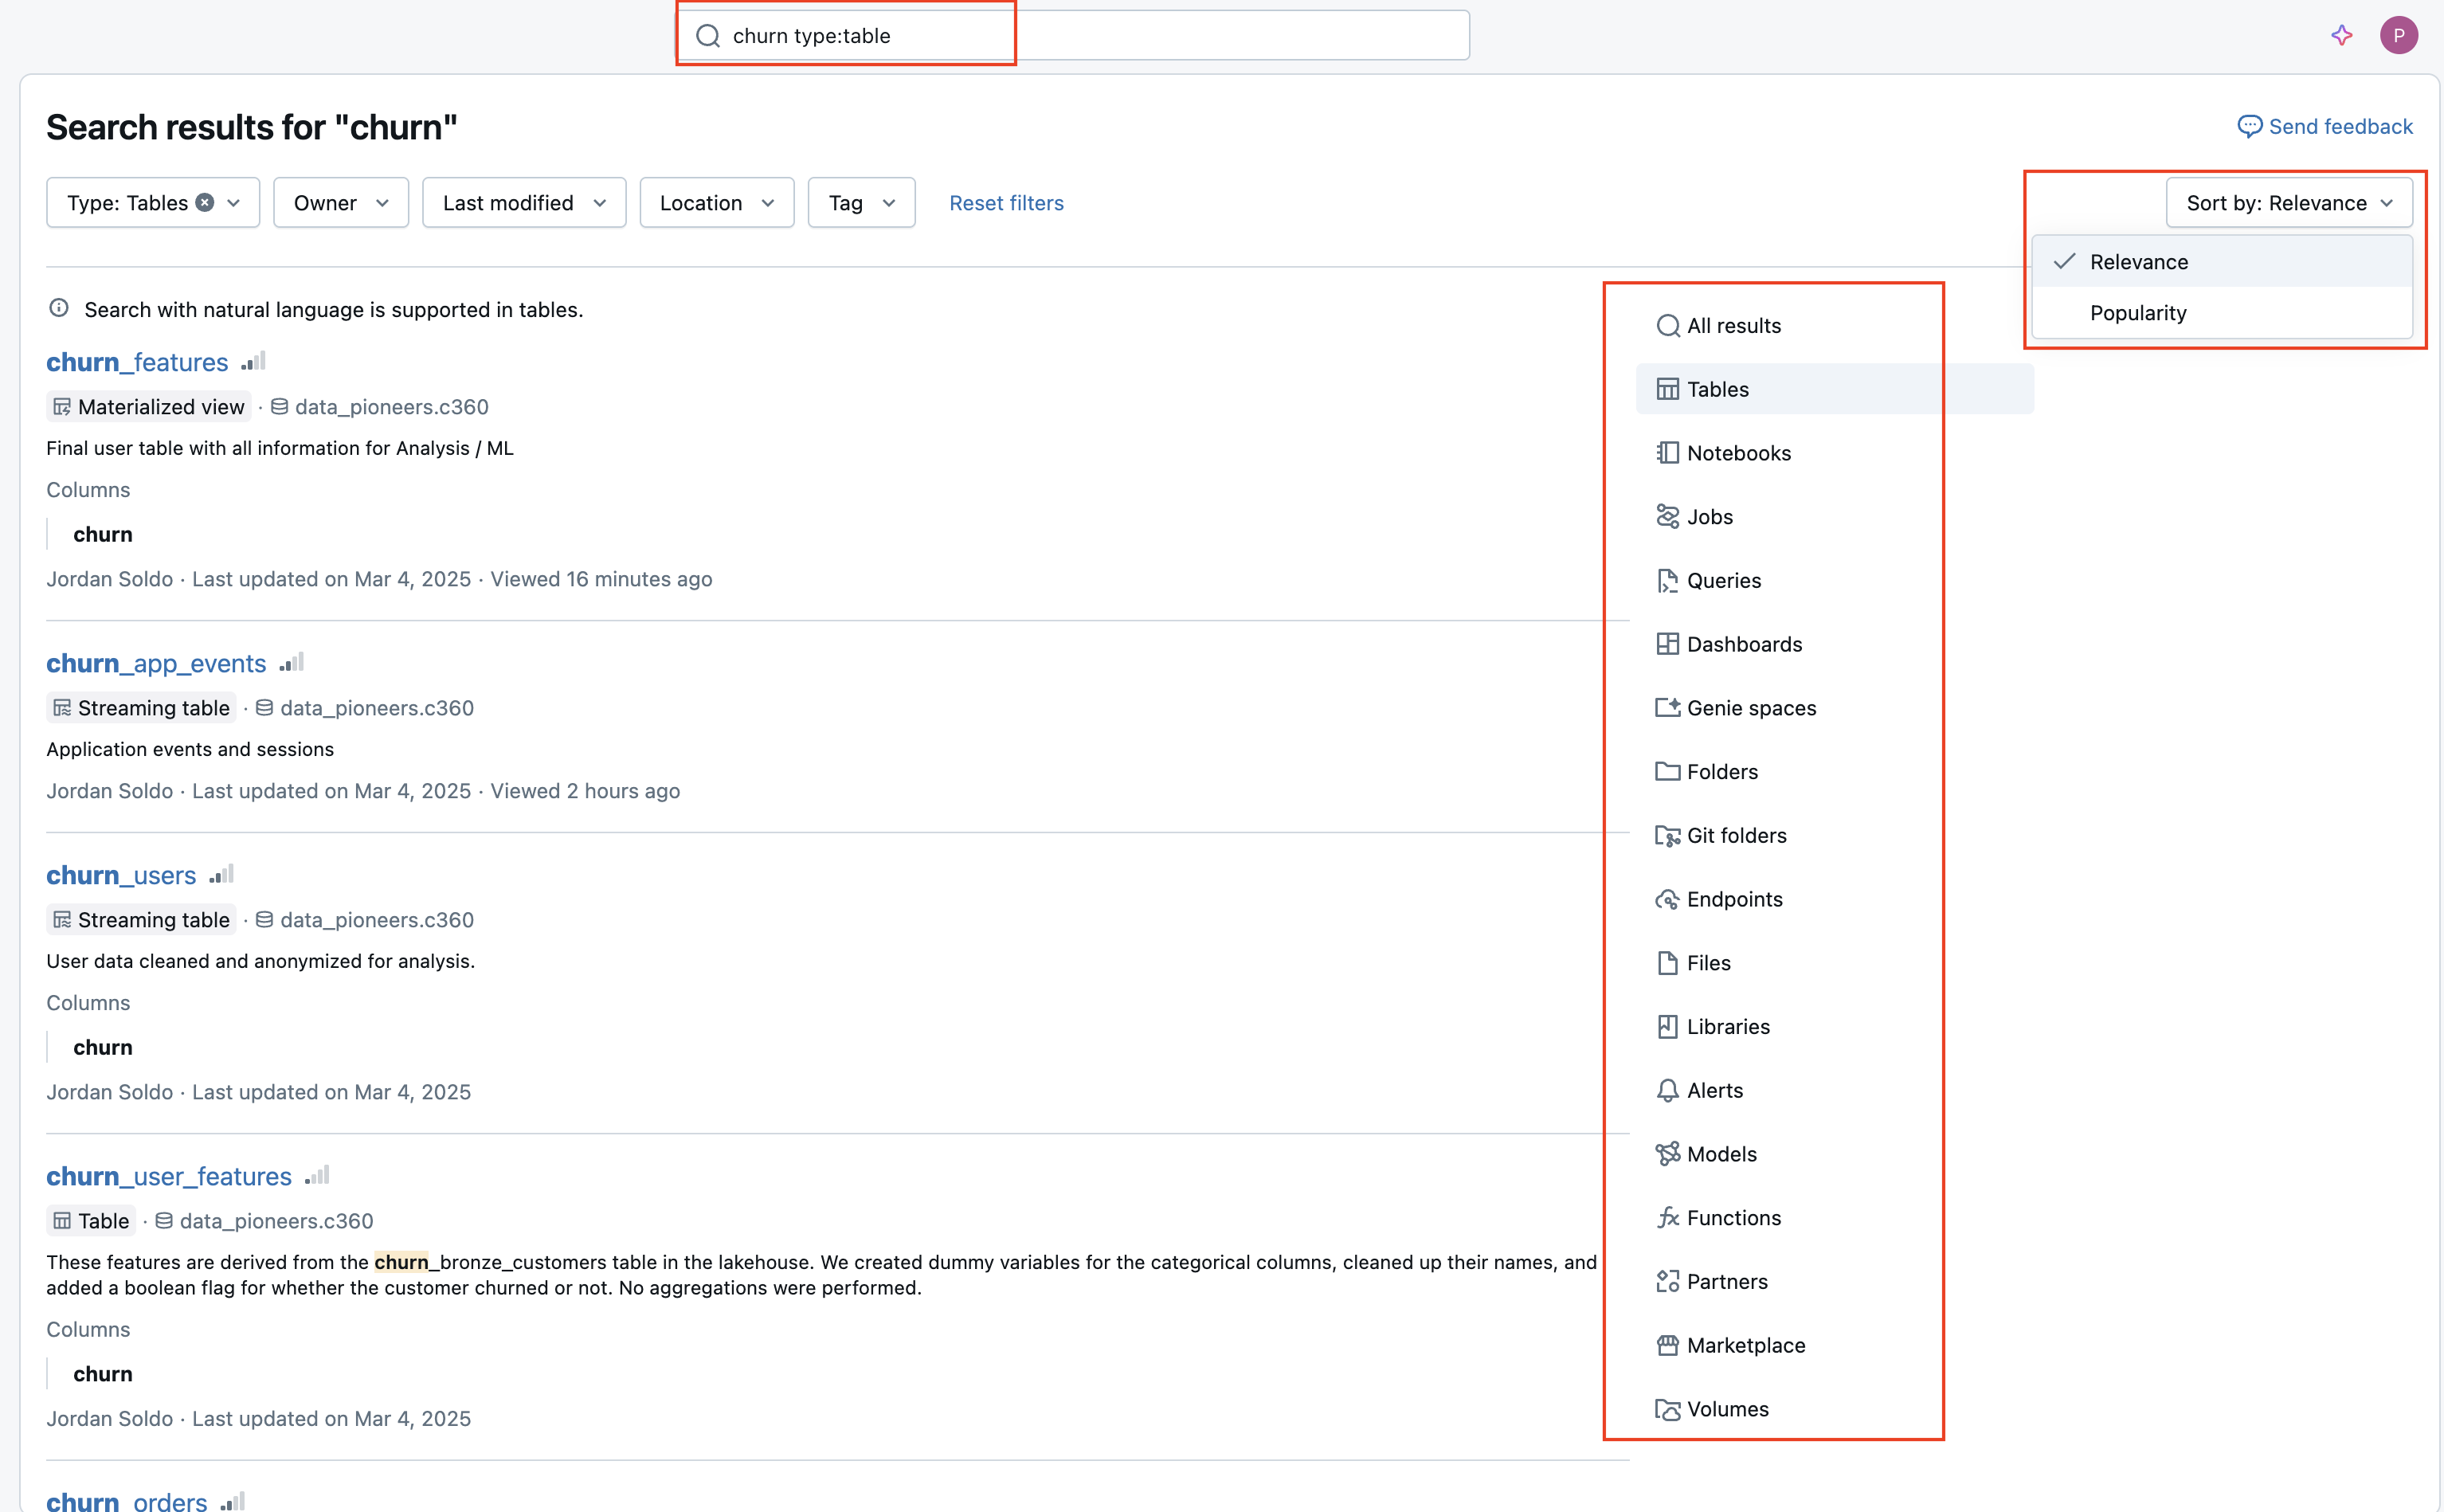 churn type:table
P
Search results for "churn"
Send feedback
Type: Tables
Owner
Last modified
Location
Tag
Reset filters
Sort by: Relevance
Relevance
Popularity
Search with natural language is supported in tables.
churn_features
Materialized view · data_pioneers.c360
Final user table with all information for Analysis / ML
Columns
churn
Jordan Soldo · Last updated on Mar 4, 2025 · Viewed 16 minutes ago
churn_app_events
Streaming table · data_pioneers.c360
Application events and sessions
Jordan Soldo · Last updated on Mar 4, 2025 · Viewed 2 hours ago
churn_users
Streaming table · data_pioneers.c360
User data cleaned and anonymized for analysis.
Columns
churn
Jordan Soldo · Last updated on Mar 4, 2025
churn_user_features
Table · data_pioneers.c360
These features are derived from the churn_bronze_customers table in the lakehouse. We created dummy variables for the categorical columns, cleaned up their names, and
added a boolean flag for whether the customer churned or not. No aggregations were performed.
Columns
churn
Jordan Soldo · Last updated on Mar 4, 2025
churn_orders
All results
Tables
Notebooks
Jobs
Queries
Dashboards
Genie spaces
Folders
Git folders
Endpoints
Files
Libraries
Alerts
Models
Functions
Partners
Marketplace
Volumes